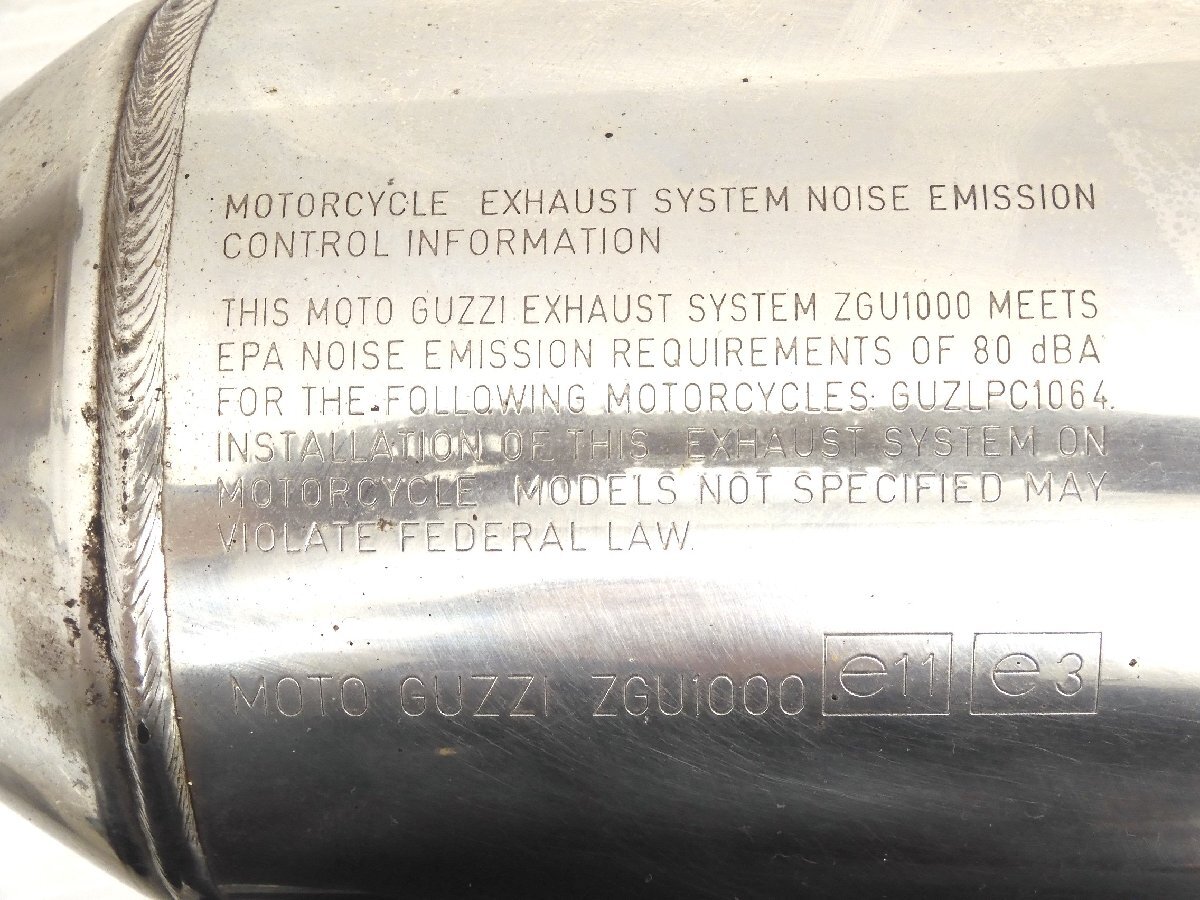 MOTORCYCLE EXHAUST SYSTEM NOISE EMISSION
CONTROL INFORMATION
THIS MOTO GUZZI EXHAUST SYSTEM ZGU1000 MEETS
EPA NOISE EMISSION REQUIREMENTS OF 80 dBA
FOR THE FOLLOWING MOTORCYCLES: GUZLPC1064.
INSTALLATION OF THIS EXHAUST SYSTEM ON
MOTORCYCLE MODELS NOT SPECIFIED MAY
VIOLATE FEDERAL LAW.
MOTO GUZZI ZGU1000 e11 e3